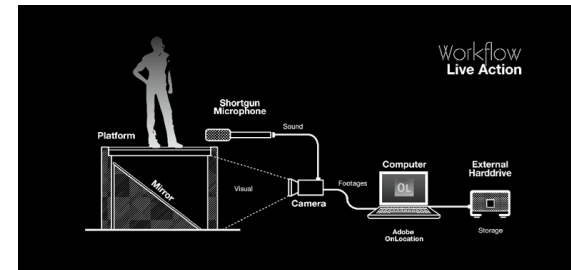 Workflow
Live Action
Shortgun
Microphone
Sound
Platform
Mirror
Visual
Camera
Footages
Computer
OL
Adobe
OnLocation
External
Harddrive
Storage